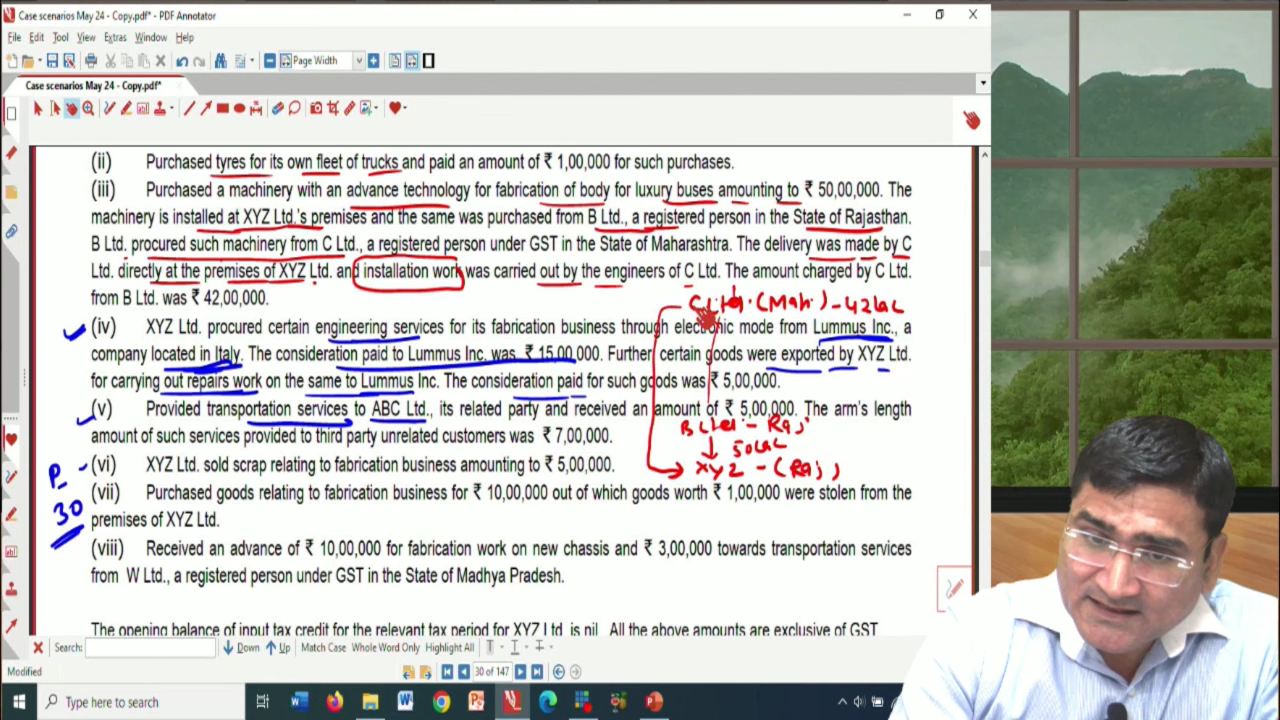 Case scenarios May 24 - Copy.pdf* - PDF Annotator
File Edit Tool View Extras Window Help
Page Width
Case scenarios May 24 - Copy.pdf*
(ii) Purchased tyres for its own fleet of trucks and paid an amount of ₹ 1,00,000 for such purchases.
(iii) Purchased a machinery with an advance technology for fabrication of body for luxury buses amounting to ₹ 50,00,000. The
machinery is installed at XYZ Ltd.'s premises and the same was purchased from B Ltd., a registered person in the State of Rajasthan.
B Ltd. procured such machinery from C Ltd., a registered person under GST in the State of Maharashtra. The delivery was made by C
Ltd. directly at the premises of XYZ Ltd. and installation work was carried out by the engineers of C Ltd. The amount charged by C Ltd.
from B Ltd. was ₹ 42,00,000.
C Ltd. (Mah.) - 42 lac
(iv) XYZ Ltd. procured certain engineering services for its fabrication business through electronic mode from Lummus Inc., a
company located in Italy. The consideration paid to Lummus Inc. was ₹ 15,00,000. Further certain goods were exported by XYZ Ltd.
for carrying out repairs work on the same to Lummus Inc. The consideration paid for such goods was ₹ 5,00,000.
(v) Provided transportation services to ABC Ltd., its related party and received an amount of ₹ 5,00,000. The arm's length
amount of such services provided to third party unrelated customers was ₹ 7,00,000.
B Ltd. - Raj.
50 lac
P-
30
(vi) XYZ Ltd. sold scrap relating to fabrication business amounting to ₹ 5,00,000.
XYZ - (Raj)
(vii) Purchased goods relating to fabrication business for ₹ 10,00,000 out of which goods worth ₹ 1,00,000 were stolen from the
premises of XYZ Ltd.
(viii) Received an advance of ₹ 10,00,000 for fabrication work on new chassis and ₹ 3,00,000 towards transportation services
from W Ltd., a registered person under GST in the State of Madhya Pradesh.
The opening balance of input tax credit for the relevant tax period for XYZ Ltd. is nil. All the above amounts are exclusive of GST
Search: Down Up Match Case Whole Word Only Highlight All
Modified 30 of 147
Type here to search